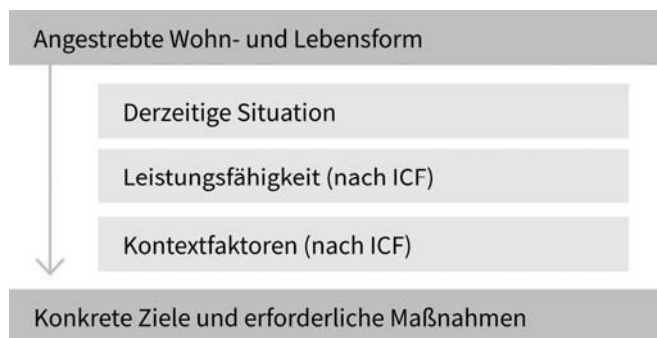 Angestrebte Wohn- und Lebensform
Derzeitige Situation
Leistungsfähigkeit (nach ICF)
Kontextfaktoren (nach ICF)
Konkrete Ziele und erforderliche Maßnahmen